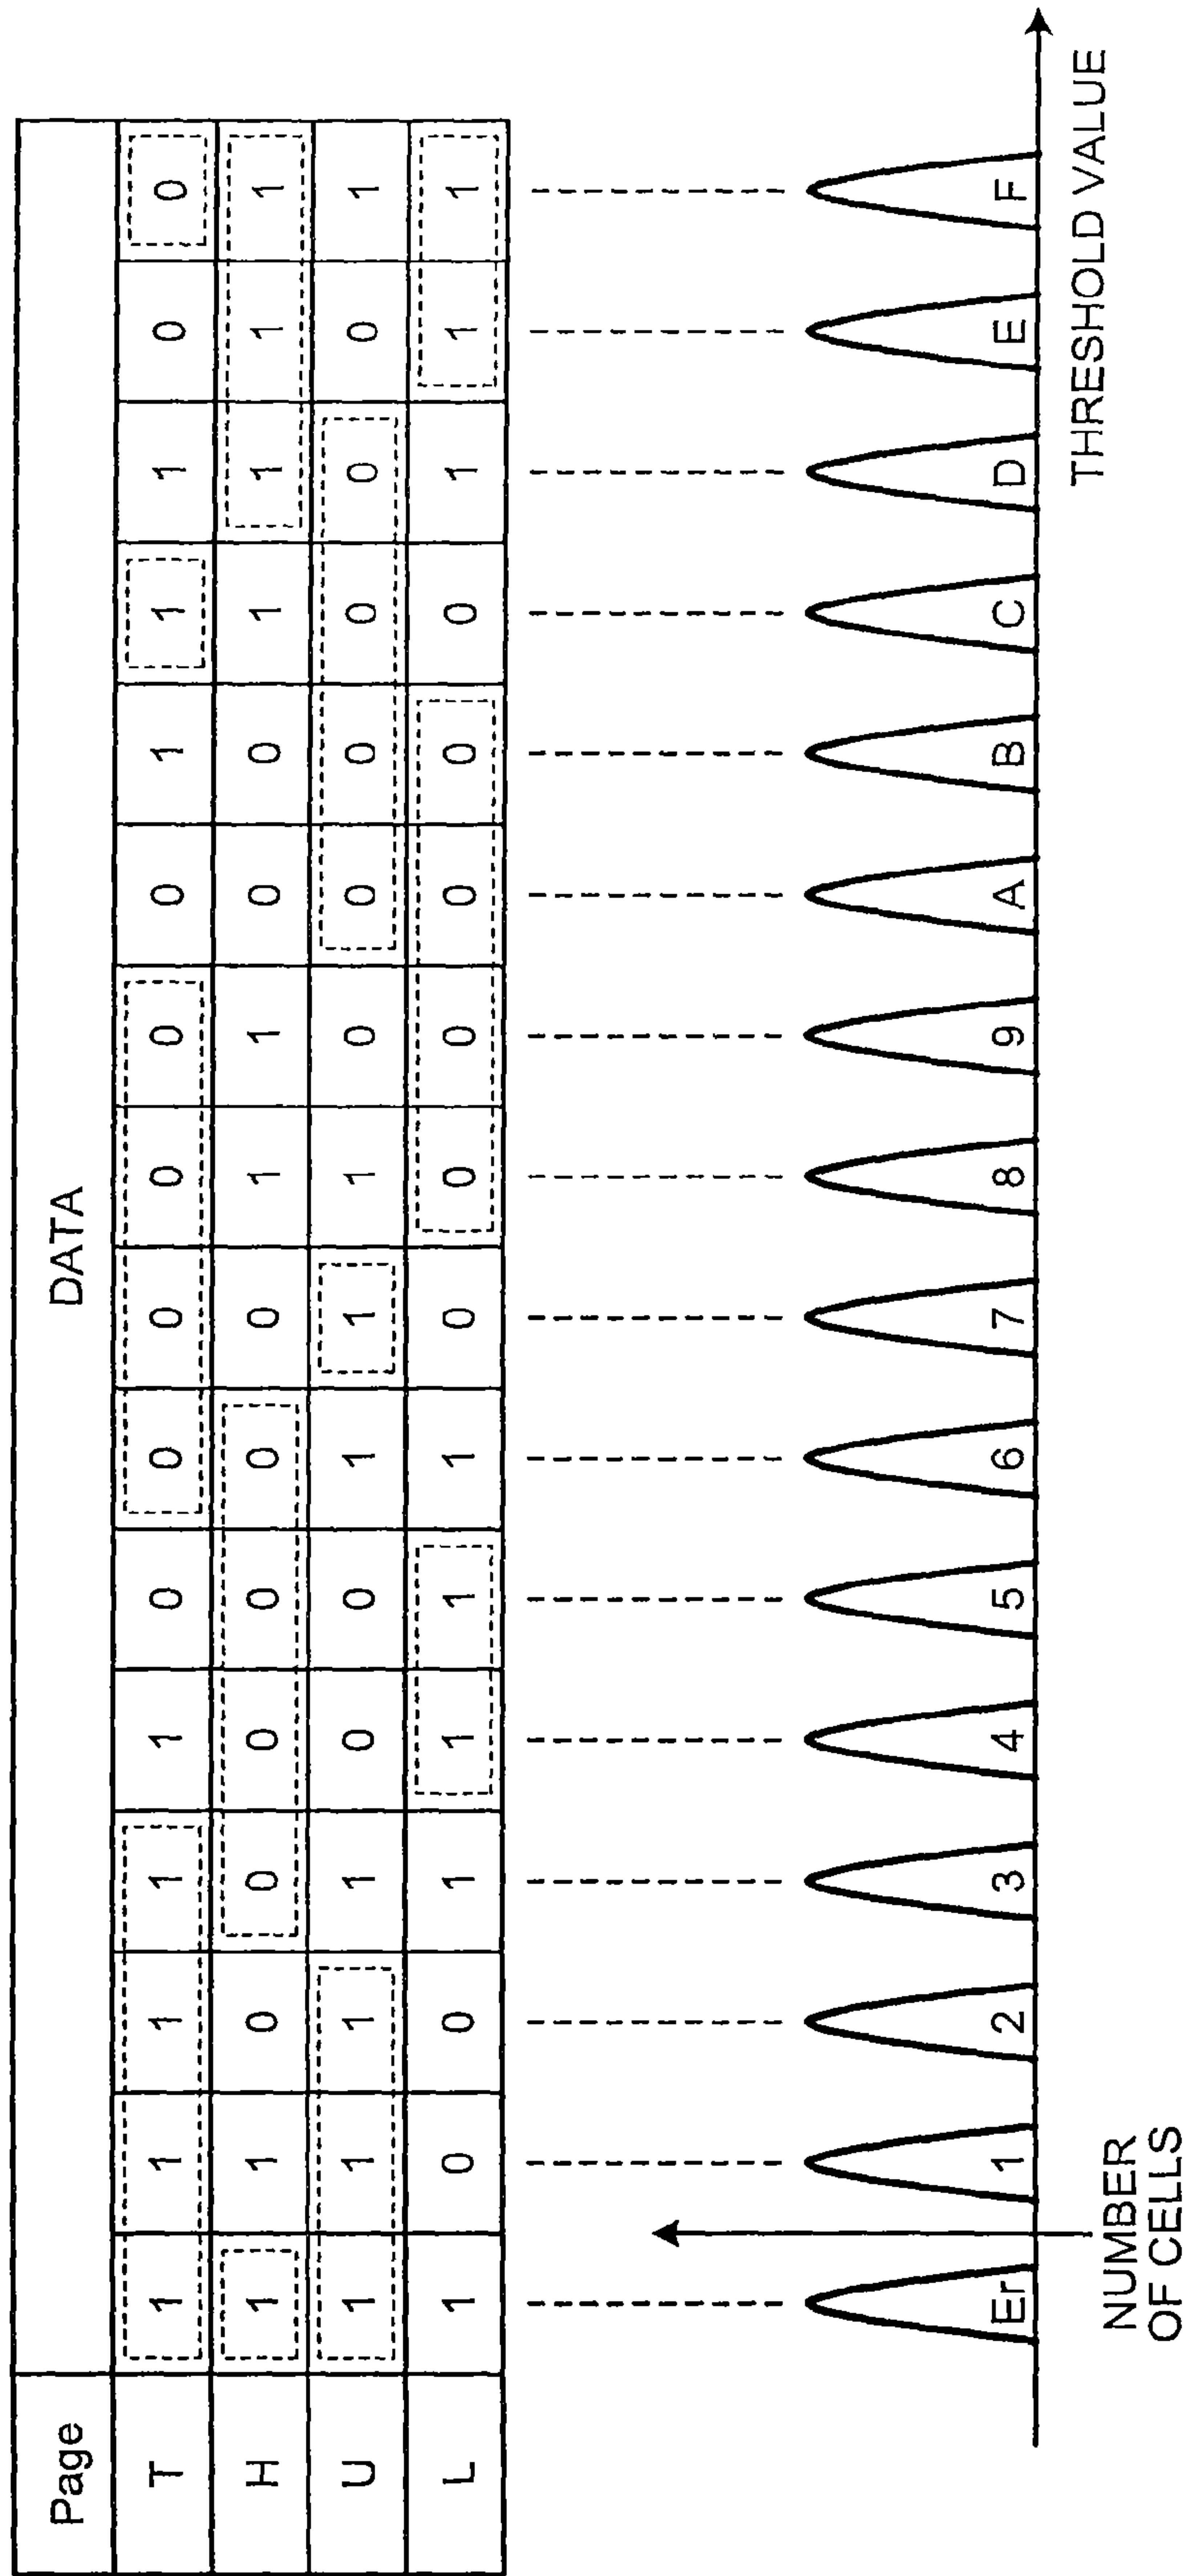 Page DATA
T 1 1 1 1 1 0 0 0 0 0 0 1 1 1 0 0
H 1 1 0 0 0 0 0 0 1 1 0 0 1 1 1 1
U 1 1 1 1 0 0 1 1 1 0 0 0 0 0 0 1
L 1 0 0 1 1 1 1 0 0 0 0 0 0 1 1 1
Er 1 2 3 4 5 6 7 8 9 A B C D E F
NUMBER
OF CELLS
THRESHOLD VALUE